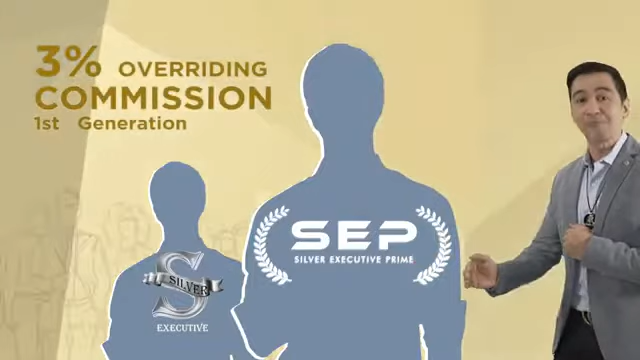 3% OVERRIDING
COMMISSION
1st Generation
SEP
SILVER EXECUTIVE PRIME
S
SILVER
EXECUTIVE